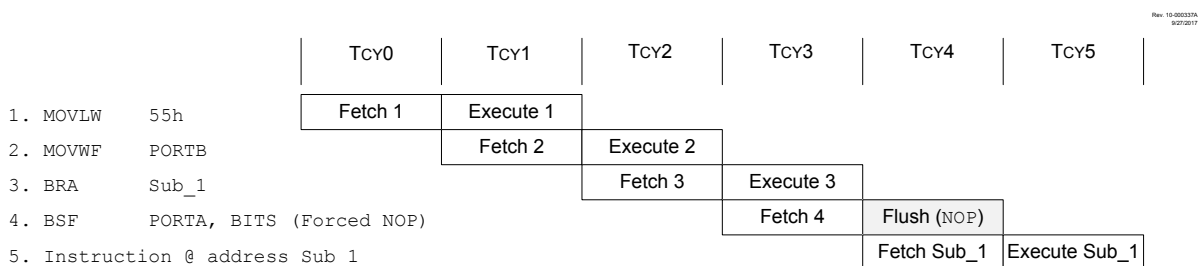 Rev. 10-000337A
9/27/2017
TCY0 TCY1 TCY2 TCY3 TCY4 TCY5
1. MOVLW 55h Fetch 1 Execute 1
2. MOVWF PORTB Fetch 2 Execute 2
3. BRA Sub_1 Fetch 3 Execute 3
4. BSF PORTA, BITS (Forced NOP) Fetch 4 Flush (NOP)
5. Instruction @ address Sub_1 Fetch Sub_1 Execute Sub_1